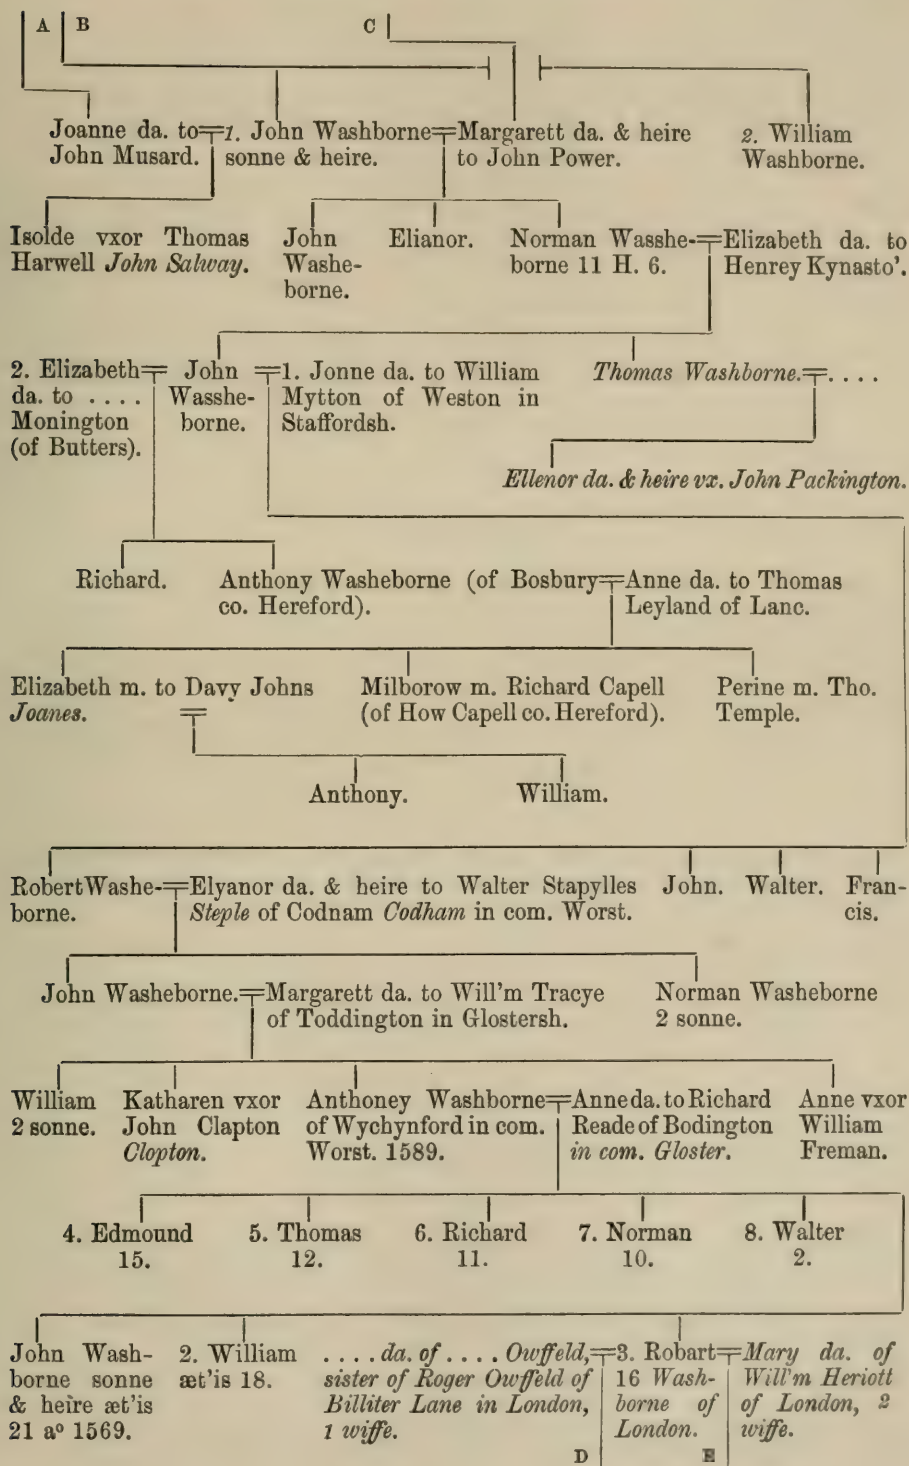 A B C
Joanne da. to 1. John Washborne Margarett da. & heire 2. William
John Musard. sonne & heire. to John Power. Washborne.
Isolde vxor Thomas John Elianor. Norman Wasshe- Elizabeth da. to
Harwell John Salway. Washe- borne 11 H. 6. Henrey Kynasto'.
borne.
2. Elizabeth John 1. Jonne da. to William Thomas Washborne. . . . .
da. to . . . . Wasshe- Mytton of Weston in
Monington borne. Staffordsh.
(of Butters).
Ellenor da. & heire vx. John Packington.
Richard. Anthony Washeborne (of Bosbury Anne da. to Thomas
co. Hereford). Leyland of Lanc.
Elizabeth m. to Davy Johns Milborow m. Richard Capell Perine m. Tho.
Joanes. (of How Capell co. Hereford). Temple.
Anthony. William.
Robert Washe- Elyanor da. & heire to Walter Stapylles John. Walter. Fran-
borne. Steple of Codnam Codham in com. Worst. cis.
John Washeborne. Margarett da. to Will'm Tracye Norman Washeborne
of Toddington in Glostersh. 2 sonne.
William Katharen vxor Anthoney Washborne Anne da. to Richard Anne vxor
2 sonne. John Clapton of Wychynford in com. Reade of Bodington William
Clopton. Worst. 1589. in com. Gloster. Freman.
4. Edmound 5. Thomas 6. Richard 7. Norman 8. Walter
15. 12. 11. 10. 2.
John Wash- 2. William . . . . da. of . . . . Owffeld, 3. Robart Mary da. of
borne sonne æt'is 18. sister of Roger Owffeld of 16 Wash- Will'm Heriott
& heire æt'is Billiter Lane in London, borne of of London, 2
21 aº 1569. 1 wiffe. London. wiffe.
D E